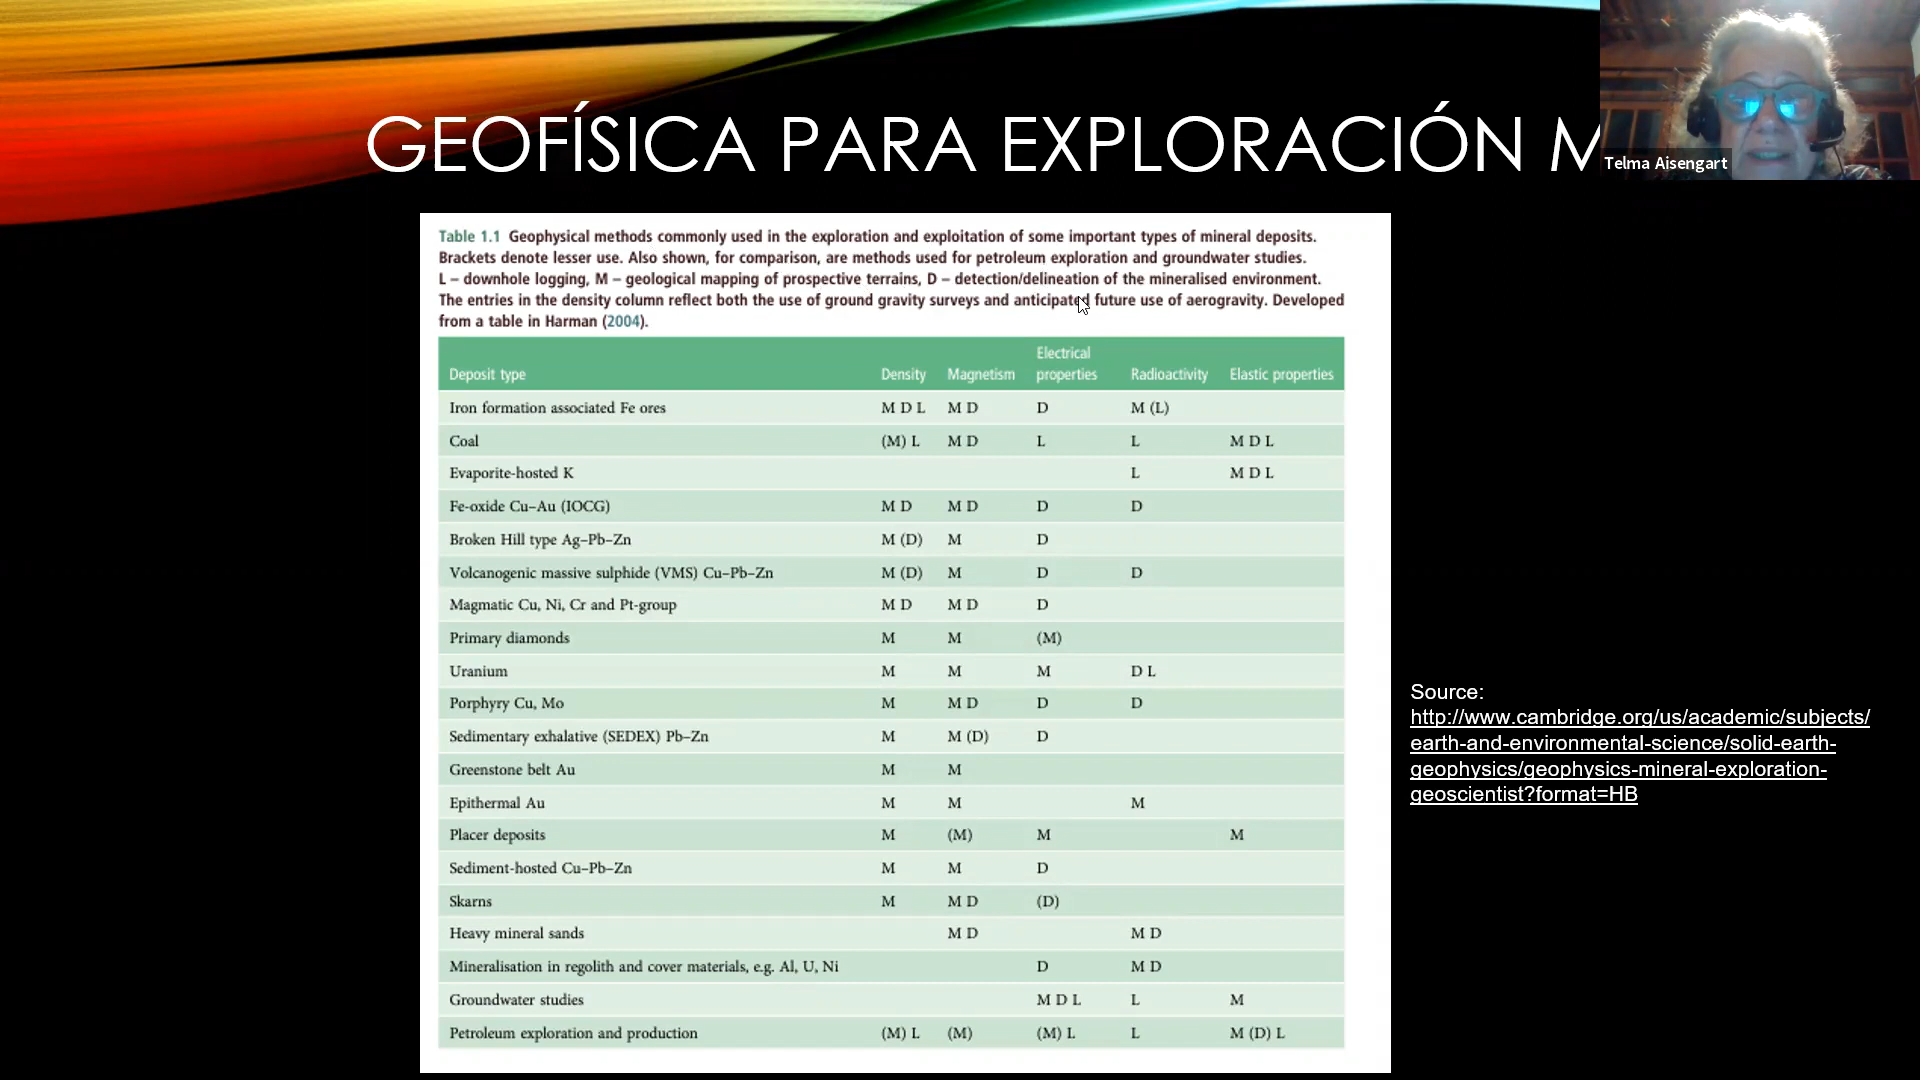 GEOFÍSICA PARA EXPLORACIÓN M
Telma Aisengart
Table 1.1 Geophysical methods commonly used in the exploration and exploitation of some important types of mineral deposits.
Brackets denote lesser use. Also shown, for comparison, are methods used for petroleum exploration and groundwater studies.
L – downhole logging, M – geological mapping of prospective terrains, D – detection/delineation of the mineralised environment.
The entries in the density column reflect both the use of ground gravity surveys and anticipated future use of aerogravity. Developed
from a table in Harman (2004).
Deposit type Density Magnetism Electrical properties Radioactivity Elastic properties
Iron formation associated Fe ores M D L M D D M (L)
Coal (M) L M D L L M D L
Evaporite-hosted K L M D L
Fe-oxide Cu–Au (IOCG) M D M D D D
Broken Hill type Ag–Pb–Zn M (D) M D
Volcanogenic massive sulphide (VMS) Cu–Pb–Zn M (D) M D D
Magmatic Cu, Ni, Cr and Pt-group M D M D D
Primary diamonds M M (M)
Uranium M M M D L
Porphyry Cu, Mo M M D D D
Sedimentary exhalative (SEDEX) Pb–Zn M M (D) D
Greenstone belt Au M M
Epithermal Au M M M
Placer deposits M (M) M M
Sediment-hosted Cu–Pb–Zn M M D
Skarns M M D (D)
Heavy mineral sands M D M D
Mineralisation in regolith and cover materials, e.g. Al, U, Ni D M D
Groundwater studies M D L L M
Petroleum exploration and production (M) L (M) (M) L L M (D) L
Source:
http://www.cambridge.org/us/academic/subjects/
earth-and-environmental-science/solid-earth-
geophysics/geophysics-mineral-exploration-
geoscientist?format=HB